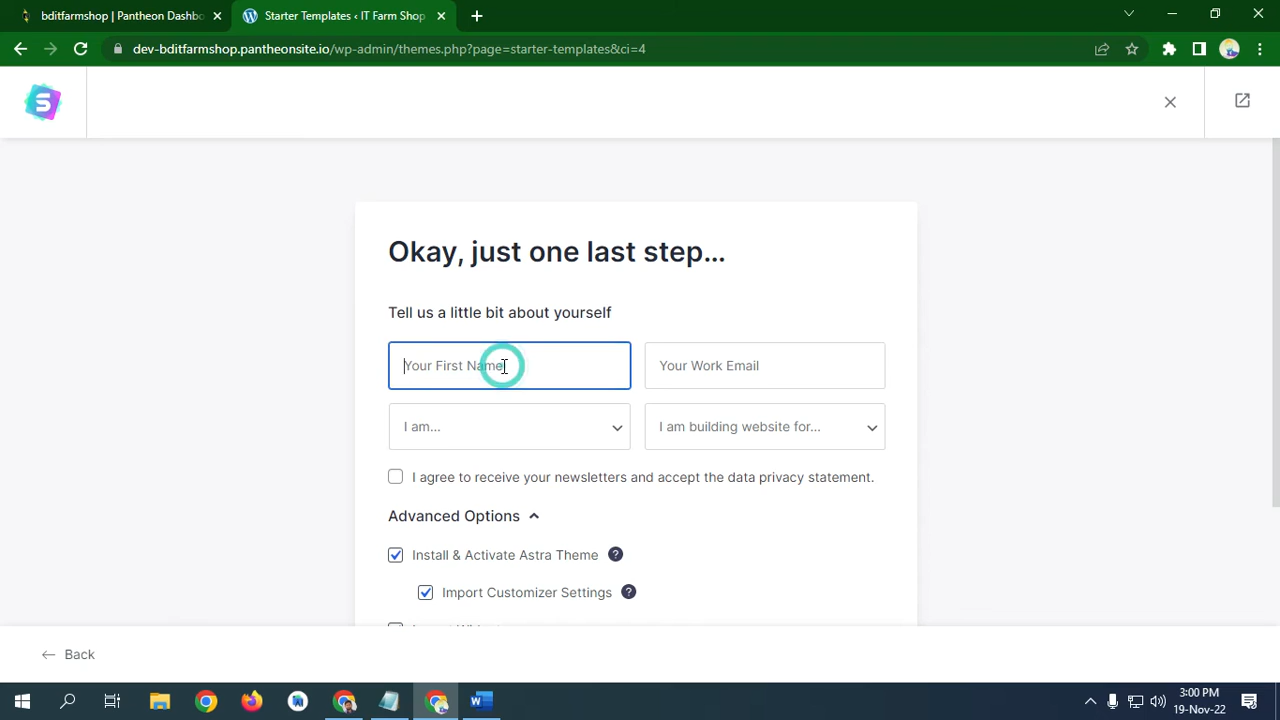 bditfarmshop | Pantheon Dashbo
Starter Templates ‹ IT Farm Shop
dev-bditfarmshop.pantheonsite.io/wp-admin/themes.php?page=starter-templates&ci=4
S
Okay, just one last step...
Tell us a little bit about yourself
Your First Name
Your Work Email
I am...
I am building website for...
I agree to receive your newsletters and accept the data privacy statement.
Advanced Options
Install & Activate Astra Theme ?
Import Customizer Settings ?
Back
3:00 PM
19-Nov-22